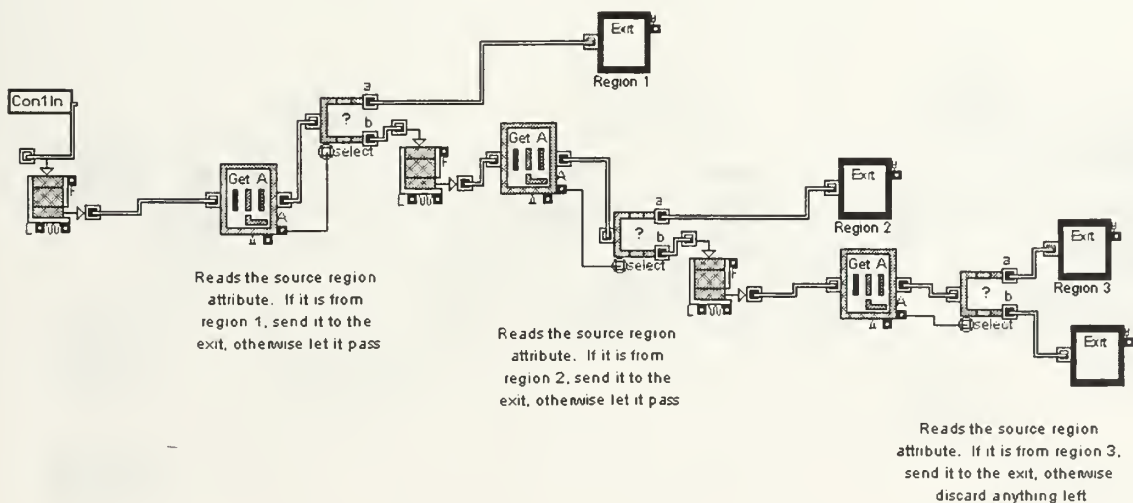 Exit
Region 1
Con1In
a
?
b
select
Get A
A
F
L
Reads the source region
attribute. If it is from
region 1, send it to the
exit, otherwise let it pass
Get A
A
F
L
a
?
b
select
Exit
Region 2
Reads the source region
attribute. If it is from
region 2, send it to the
exit, otherwise let it pass
F
L
Get A
A
a
?
b
select
Exit
Region 3
Exit
Reads the source region
attribute. If it is from region 3,
send it to the exit, otherwise
discard anything left